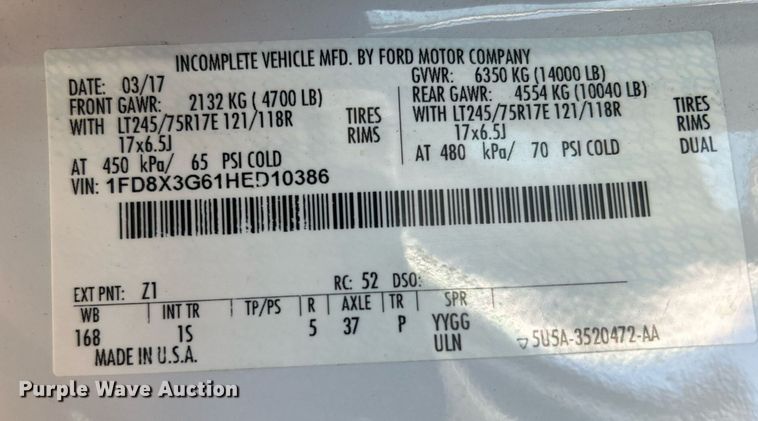 INCOMPLETE VEHICLE MFD. BY FORD MOTOR COMPANY
DATE: 03/17
GVWR: 6350 KG (14000 LB)
FRONT GAWR: 2132 KG ( 4700 LB)
REAR GAWR: 4554 KG (10040 LB)
WITH LT245/75R17E 121/118R TIRES
WITH LT245/75R17E 121/118R TIRES
17x6.5J RIMS
17x6.5J RIMS
AT 450 kPa/ 65 PSI COLD
AT 480 kPa/ 70 PSI COLD DUAL
VIN: 1FD8X3G61HED10386
EXT PNT: Z1 RC: 52 DSO:
WB INT TR TP/PS R AXLE TR SPR
168 1S 5 37 P YYGG
ULN
MADE IN U.S.A.
5U5A-3520472-AA
Purple Wave Auction